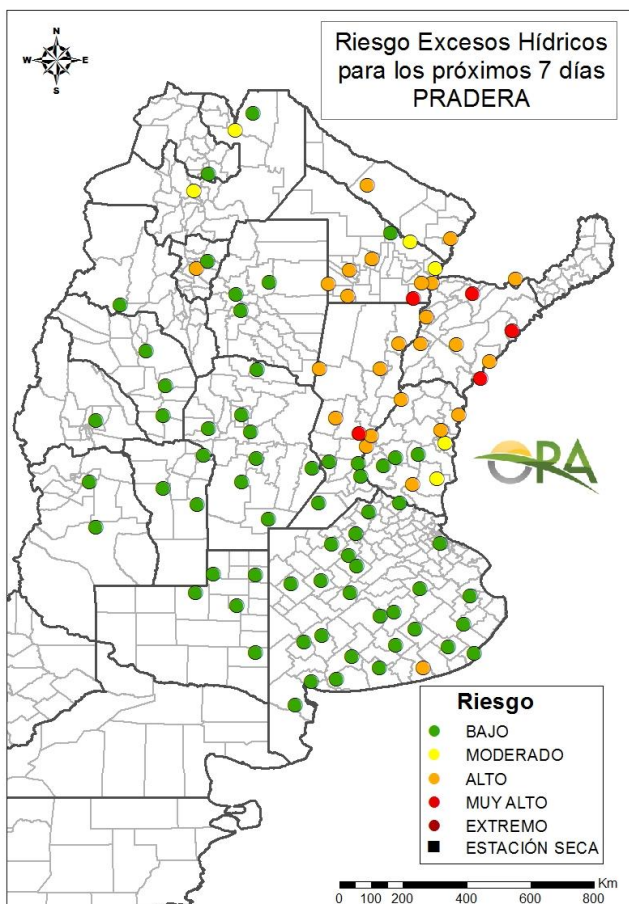 Riesgo Excesos Hídricos
para los próximos 7 días
PRADERA
N
W E
S
OPA
Riesgo
BAJO
MODERADO
ALTO
MUY ALTO
EXTREMO
ESTACIÓN SECA
Km
0 100 200 400 600 800